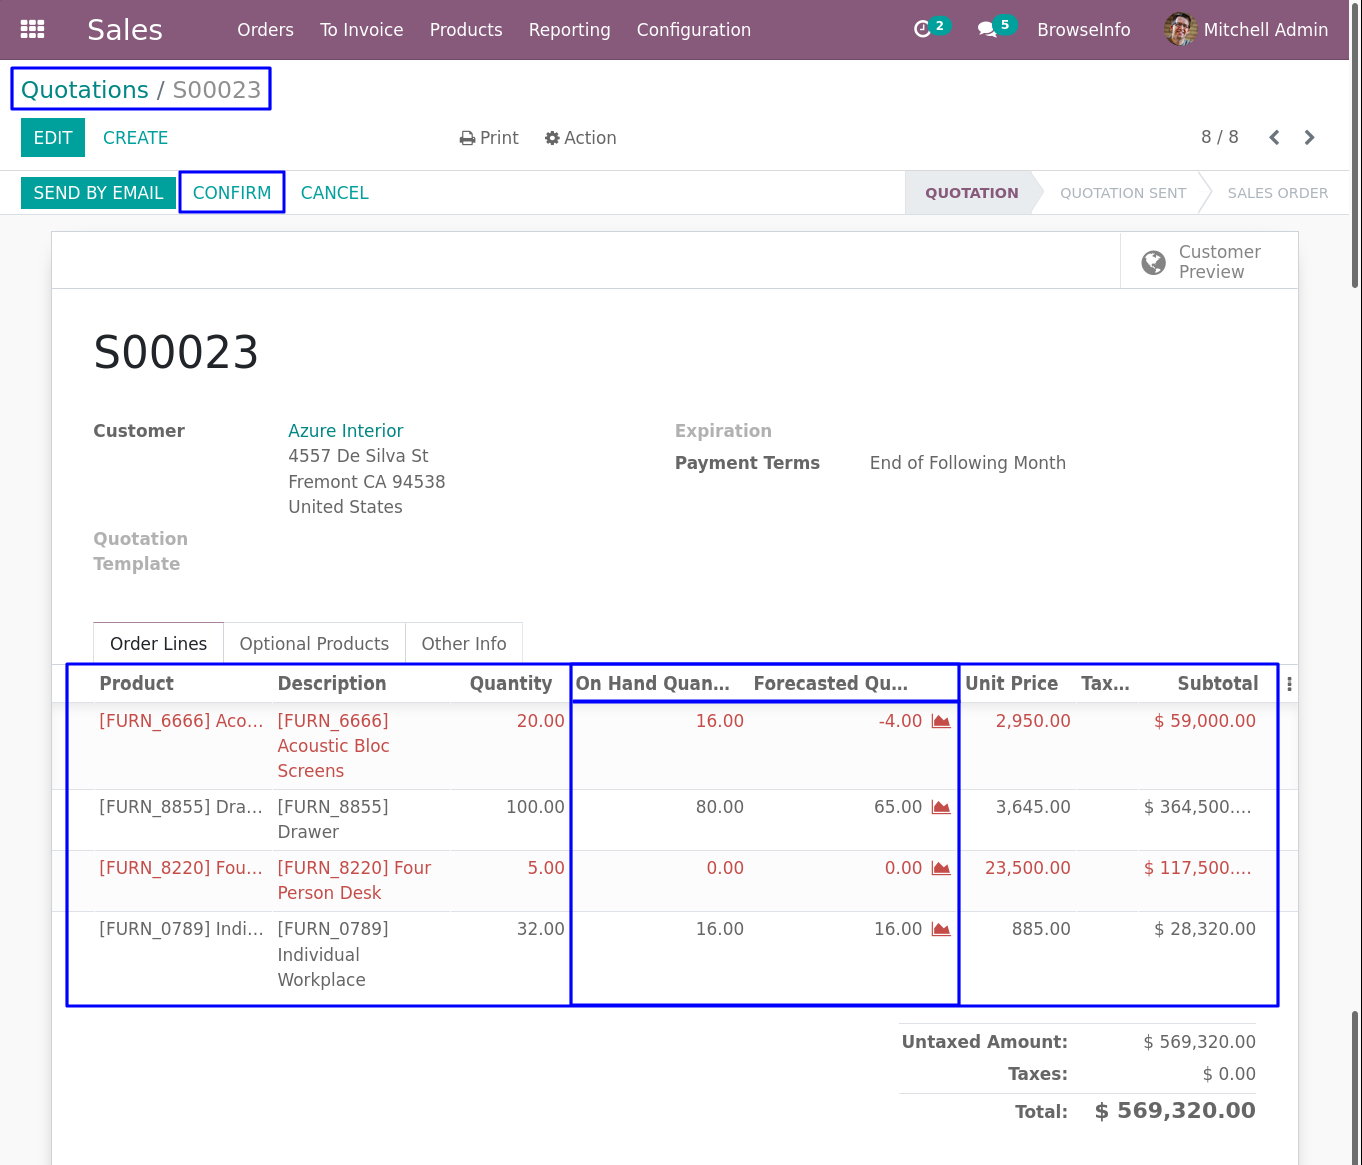 Sales Orders To Invoice Products Reporting Configuration 2 5 BrowseInfo Mitchell Admin
Quotations / S00023
EDIT CREATE Print Action 8 / 8
SEND BY EMAIL CONFIRM CANCEL QUOTATION QUOTATION SENT SALES ORDER
Customer
Preview
S00023
Customer Azure Interior Expiration
4557 De Silva St Payment Terms End of Following Month
Fremont CA 94538
United States
Quotation
Template
Order Lines Optional Products Other Info
Product Description Quantity On Hand Quan... Forecasted Qu... Unit Price Tax... Subtotal
[FURN_6666] Aco... [FURN_6666] 20.00 16.00 -4.00 2,950.00 $ 59,000.00
Acoustic Bloc
Screens
[FURN_8855] Dra... [FURN_8855] 100.00 80.00 65.00 3,645.00 $ 364,500....
Drawer
[FURN_8220] Fou... [FURN_8220] Four 5.00 0.00 0.00 23,500.00 $ 117,500....
Person Desk
[FURN_0789] Indi... [FURN_0789] 32.00 16.00 16.00 885.00 $ 28,320.00
Individual
Workplace
Untaxed Amount: $ 569,320.00
Taxes: $ 0.00
Total: $ 569,320.00